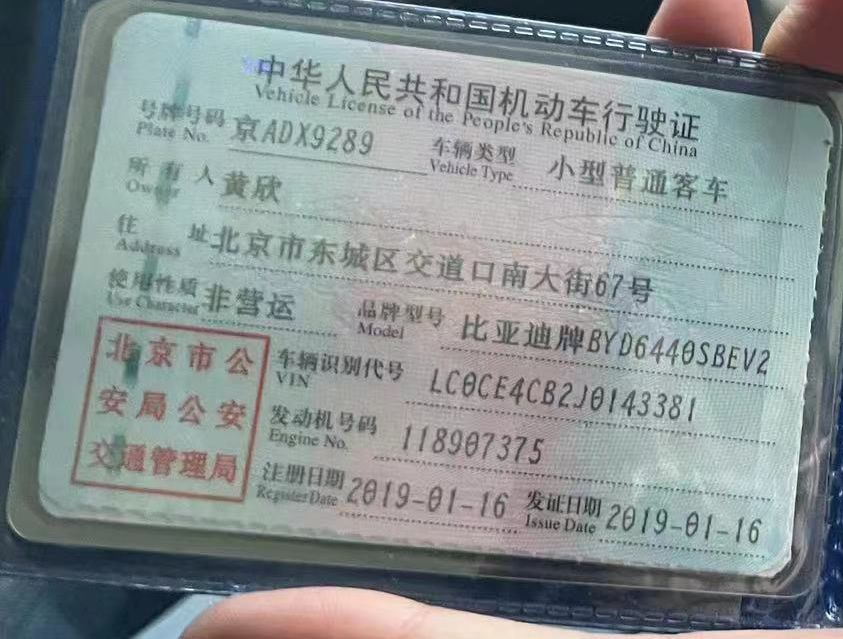 中华人民共和国机动车行驶证
Vehicle License of the People's Republic of China
号牌号码 京ADX9289 车辆类型 小型普通客车
Plate No. Vehicle Type
所有人 黄欣
Owner
住址 北京市东城区交道口南大街67号
Address
使用性质 非营运 品牌型号 比亚迪牌BYD6440SBEV2
Use Character Model
北京市公
安局公安
交通管理局
车辆识别代号 LC0CE4CB2J0143381
VIN
发动机号码 118907375
Engine No.
注册日期 2019-01-16 发证日期 2019-01-16
Register Date Issue Date